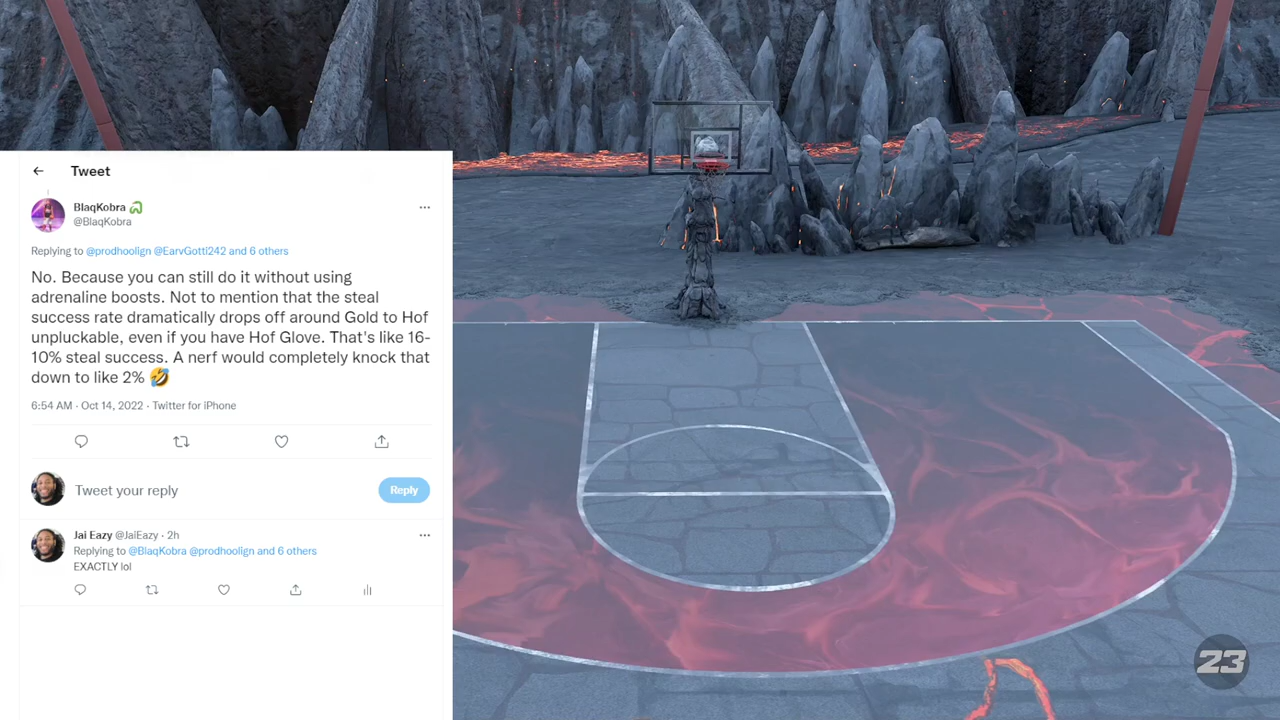 Tweet
BlaqKobra
@BlaqKobra
Replying to @prodhoolign @EarvGotti242 and 6 others
No. Because you can still do it without using
adrenaline boosts. Not to mention that the steal
success rate dramatically drops off around Gold to Hof
unpluckable, even if you have Hof Glove. That's like 16-
10% steal success. A nerf would completely knock that
down to like 2% 🤣
6:54 AM · Oct 14, 2022 · Twitter for iPhone
Tweet your reply
Reply
Jai Eazy @JaiEazy · 2h
Replying to @BlaqKobra @prodhoolign and 6 others
EXACTLY lol
23